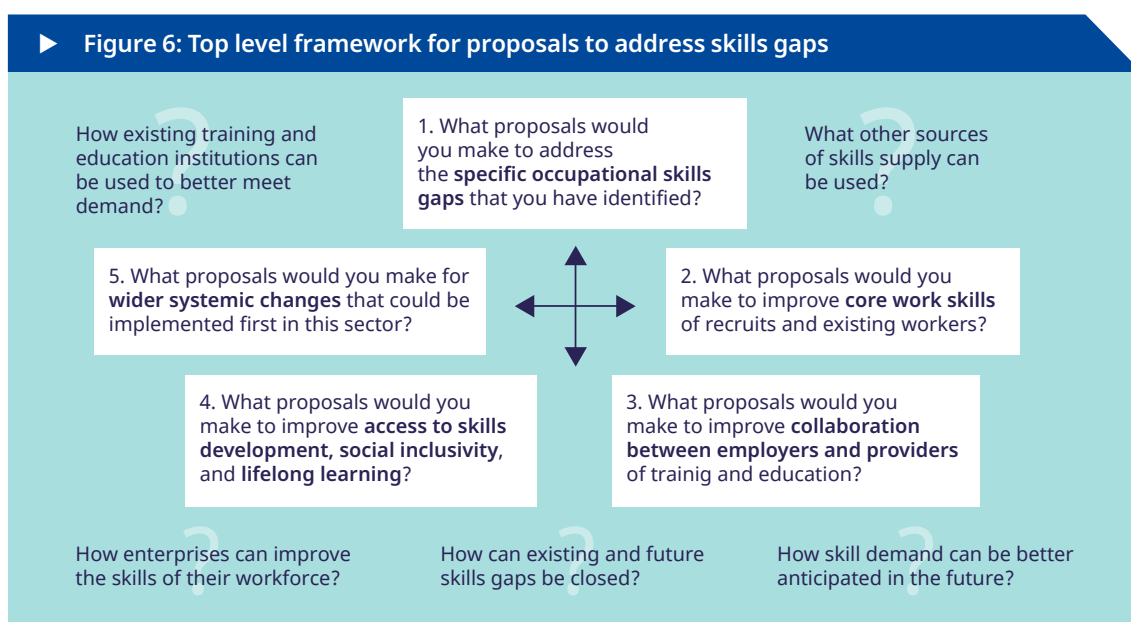 Figure 6: Top level framework for proposals to address skills gaps
How existing training and
education institutions can
be used to better meet
demand?
1. What proposals would
you make to address
the specific occupational skills
gaps that you have identified?
What other sources
of skills supply can
be used?
5. What proposals would you make for
wider systemic changes that could be
implemented first in this sector?
2. What proposals would you
make to improve core work skills
of recruits and existing workers?
4. What proposals would you
make to improve access to skills
development, social inclusivity,
and lifelong learning?
3. What proposals would you
make to improve collaboration
between employers and providers
of trainig and education?
How enterprises can improve
the skills of their workforce?
How can existing and future
skills gaps be closed?
How skill demand can be better
anticipated in the future?